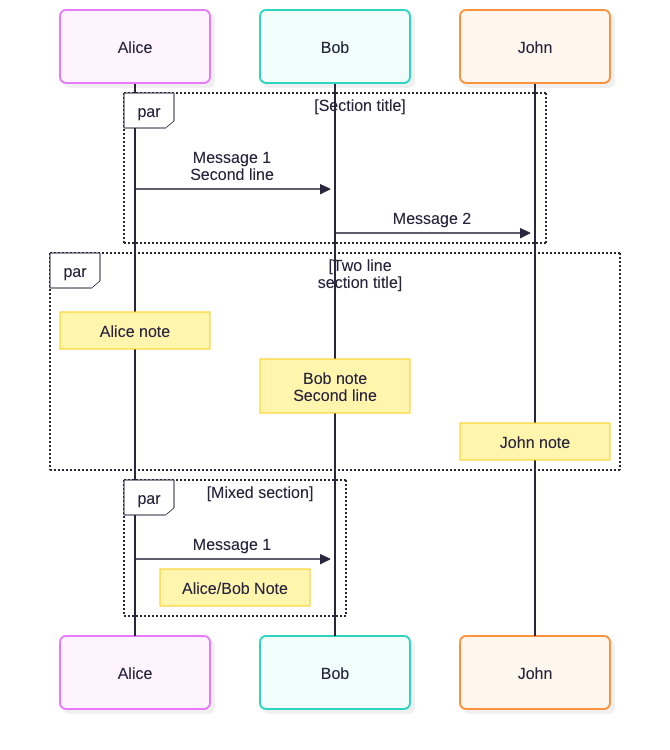 Alice
Bob
John
par
[Section title]
Message 1
Second line
Message 2
par
[Two line
section title]
Alice note
Bob note
Second line
John note
par
[Mixed section]
Message 1
Alice/Bob Note
Alice
Bob
John